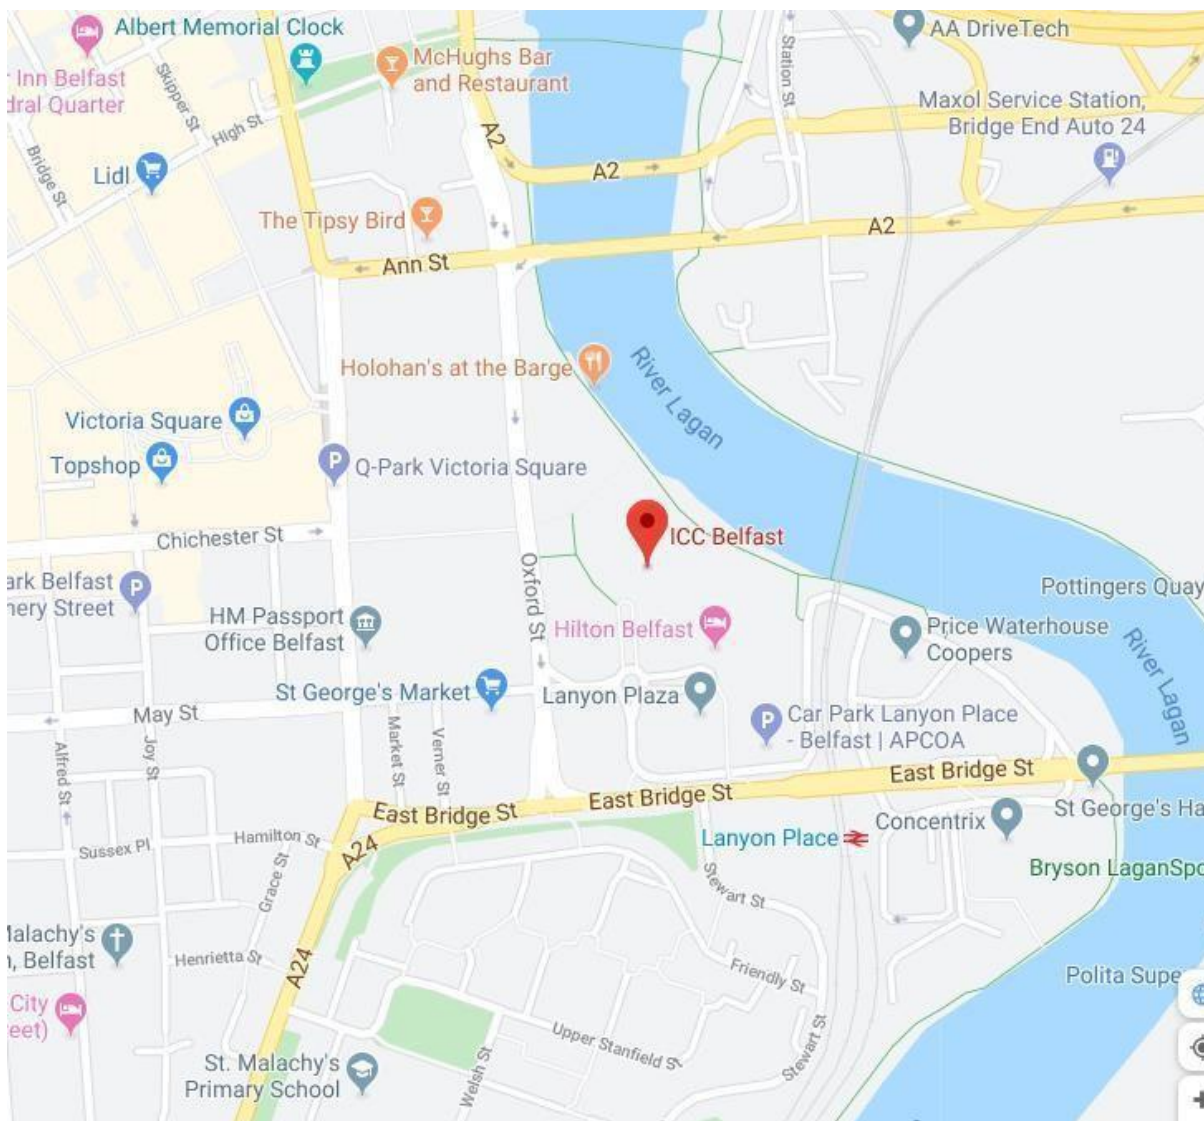 Albert Memorial Clock
McHughs Bar
and Restaurant
AA DriveTech
Inn Belfast
dral Quarter
Skipper St
Station St
Maxol Service Station,
Bridge End Auto 24
High St
A2
Bridge St
Lidl
A2
The Tipsy Bird
A2
Ann St
Holohan's at the Barge
River Lagan
Victoria Square
Topshop
Q-Park Victoria Square
Chichester St
ICC Belfast
Oxford St
ark Belfast
nery Street
Pottingers Quay
HM Passport
Office Belfast
Hilton Belfast
Price Waterhouse
Coopers
River Lagan
St George's Market
Lanyon Plaza
May St
Car Park Lanyon Place
- Belfast | APCOA
Market St
Verner St
Alfred St
Joy St
East Bridge St
East Bridge St
East Bridge St
St George's Ha
Concentrix
Hamilton St
Sussex Pl
A24
Lanyon Place
Bryson LaganSpo
Grace St
Stewart St
Malachy's
n, Belfast
Henrietta St
A24
Friendly St
Polita Supe
City
eet)
Upper Stanfield S
Stewart St
St. Malachy's
Primary School
Welsh St